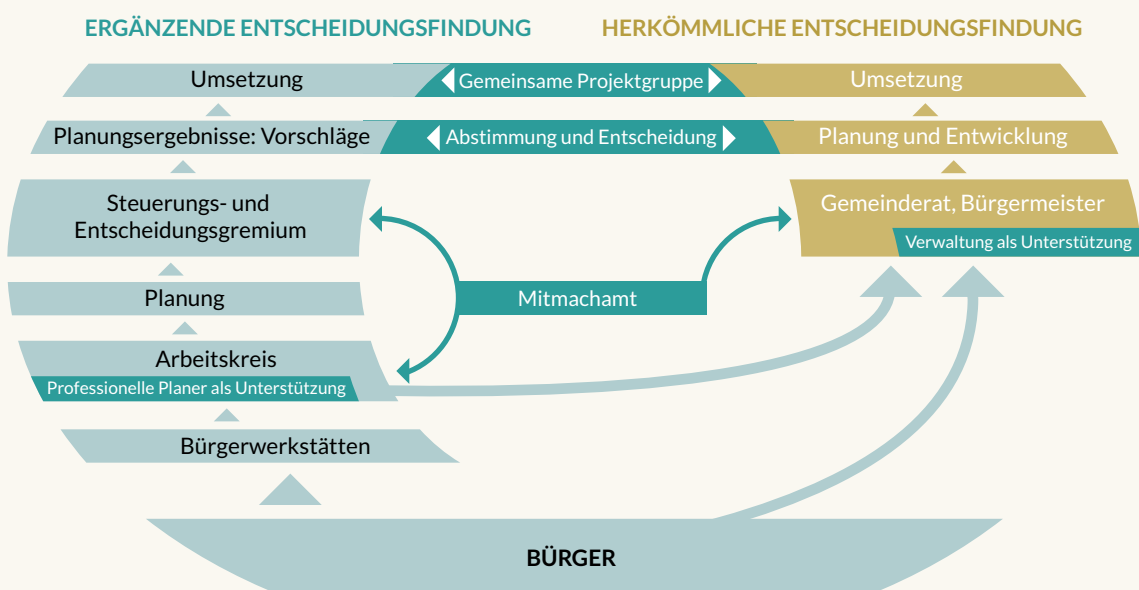 ERGÄNZENDE ENTSCHEIDUNGSFINDUNG
HERKÖMMLICHE ENTSCHEIDUNGSFINDUNG
Umsetzung
Gemeinsame Projektgruppe
Umsetzung
Planungsergebnisse: Vorschläge
Abstimmung und Entscheidung
Planung und Entwicklung
Steuerungs- und
Entscheidungsgremium
Gemeinderat, Bürgermeister
Verwaltung als Unterstützung
Planung
Mitmachamt
Arbeitskreis
Professionelle Planer als Unterstützung
Bürgerwerkstätten
BÜRGER